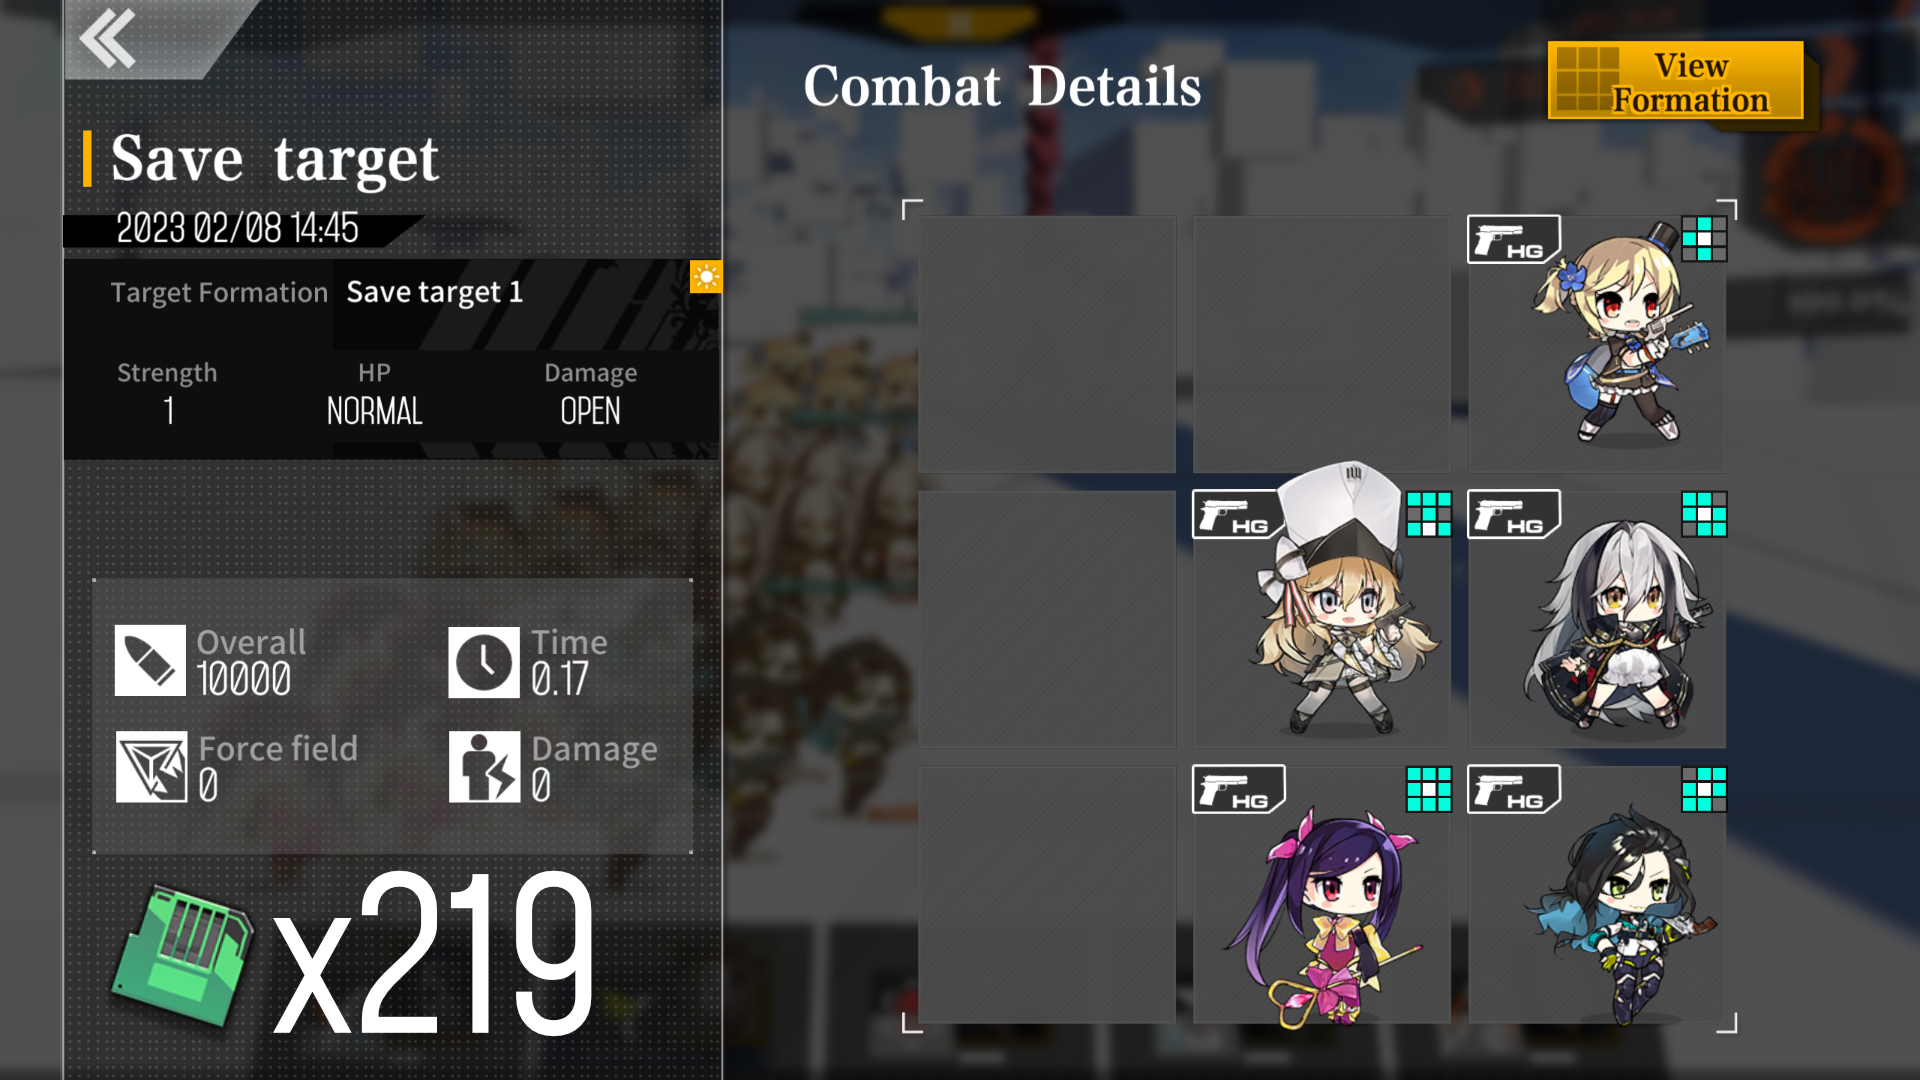 Combat Details
View
Formation
Save target
2023 02/08 14:45
Target Formation Save target 1
Strength HP Damage
1 NORMAL OPEN
Overall
10000
Time
0.17
Force field
0
Damage
0
x219
HG
HG
HG
HG
HG